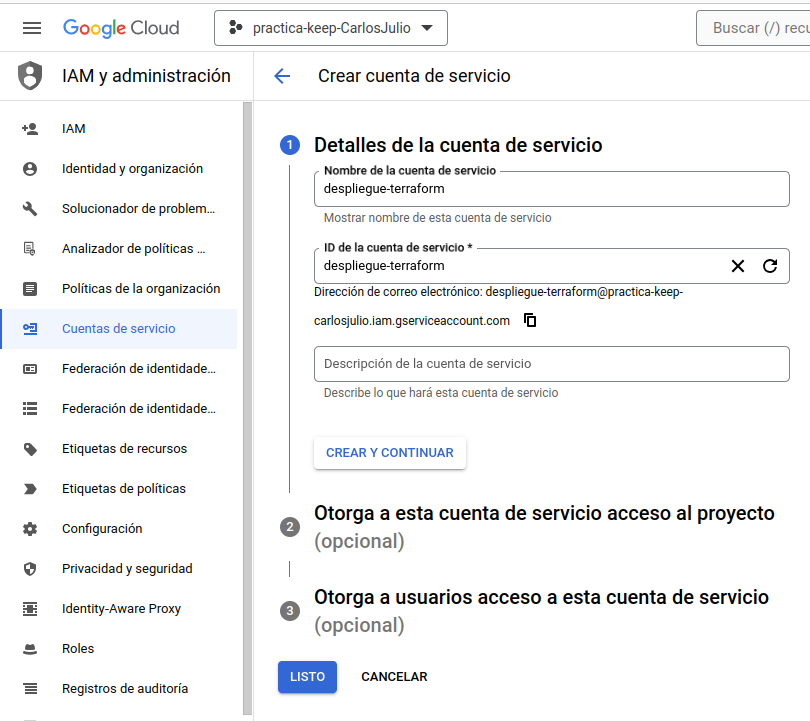 Google Cloud
practica-keep-CarlosJulio
Buscar (/) recu
IAM y administración
Crear cuenta de servicio
IAM
Identidad y organización
Solucionador de problem...
Analizador de políticas ...
Políticas de la organización
Cuentas de servicio
Federación de identidade...
Federación de identidade...
Etiquetas de recursos
Etiquetas de políticas
Configuración
Privacidad y seguridad
Identity-Aware Proxy
Roles
Registros de auditoría
1
Detalles de la cuenta de servicio
Nombre de la cuenta de servicio
despliegue-terraform
Mostrar nombre de esta cuenta de servicio
ID de la cuenta de servicio *
despliegue-terraform
Dirección de correo electrónico: despliegue-terraform@practica-keep-
carlosjulio.iam.gserviceaccount.com
Descripción de la cuenta de servicio
Describe lo que hará esta cuenta de servicio
CREAR Y CONTINUAR
2
Otorga a esta cuenta de servicio acceso al proyecto
(opcional)
3
Otorga a usuarios acceso a esta cuenta de servicio
(opcional)
LISTO
CANCELAR